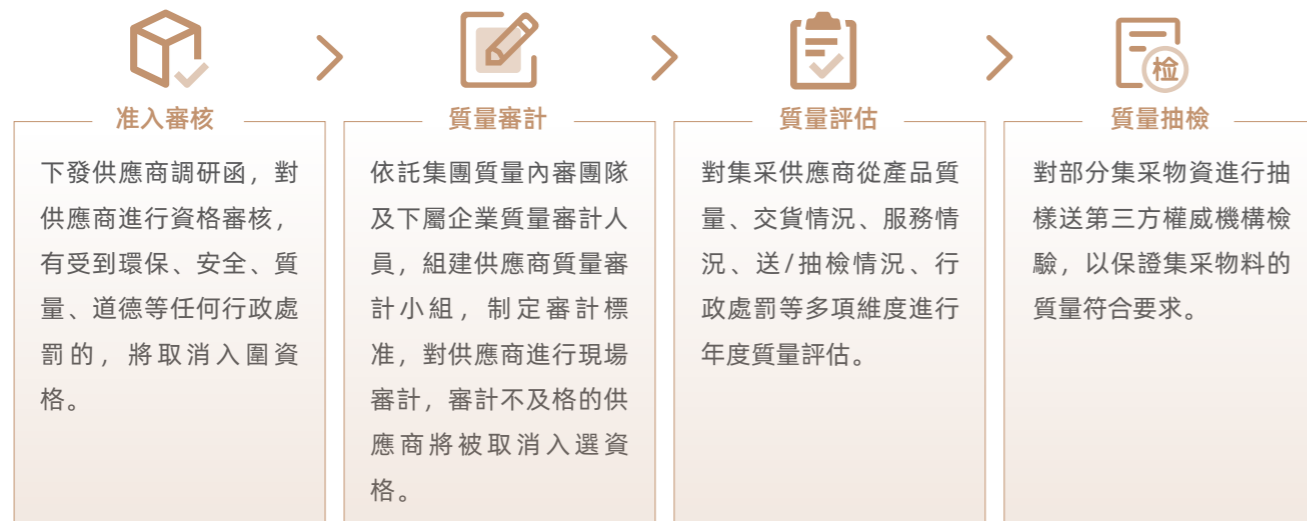 检
准入審核
下發供應商調研函，對
供應商進行資格審核，
有受到環保、安全、質
量、道德等任何行政處
罰的，將取消入圍資
格。
質量審計
依託集團質量內審團隊
及下屬企業質量審計人
員，組建供應商質量審
計小組，制定審計標
准，對供應商進行現場
審計，審計不及格的供
應商將被取消入選資
格。
質量評估
對集采供應商從產品質
量、交貨情況、服務情
況、送/抽檢情況、行
政處罰等多項維度進行
年度質量評估。
質量抽檢
對部分集采物資進行抽
樣送第三方權威機構檢
驗，以保證集采物料的
質量符合要求。